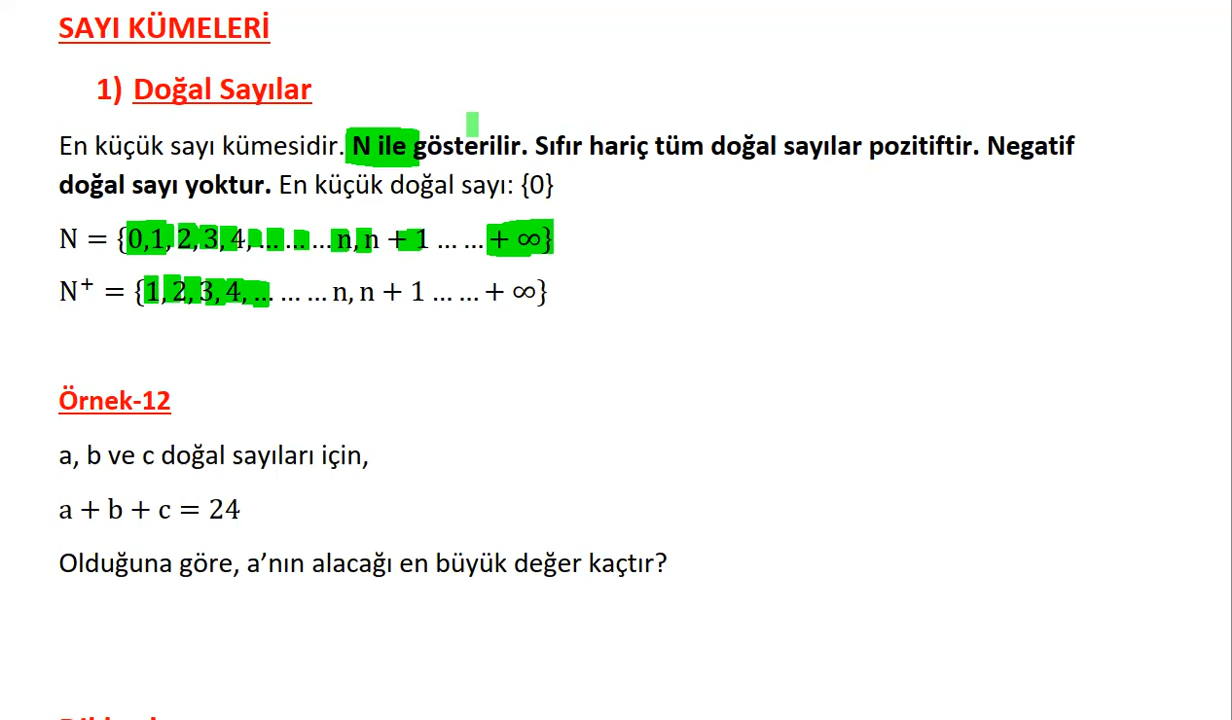 SAYI KÜMELERİ
1) Doğal Sayılar
En küçük sayı kümesidir. N ile gösterilir. Sıfır hariç tüm doğal sayılar pozitiftir. Negatif
doğal sayı yoktur. En küçük doğal sayı: {0}
N = {0,1,2,3,4,… … … n, n + 1 … … + ∞}
N⁺ = {1,2,3,4,… … … n, n + 1 … … + ∞}
Örnek-12
a, b ve c doğal sayıları için,
a + b + c = 24
Olduğuna göre, a’nın alacağı en büyük değer kaçtır?